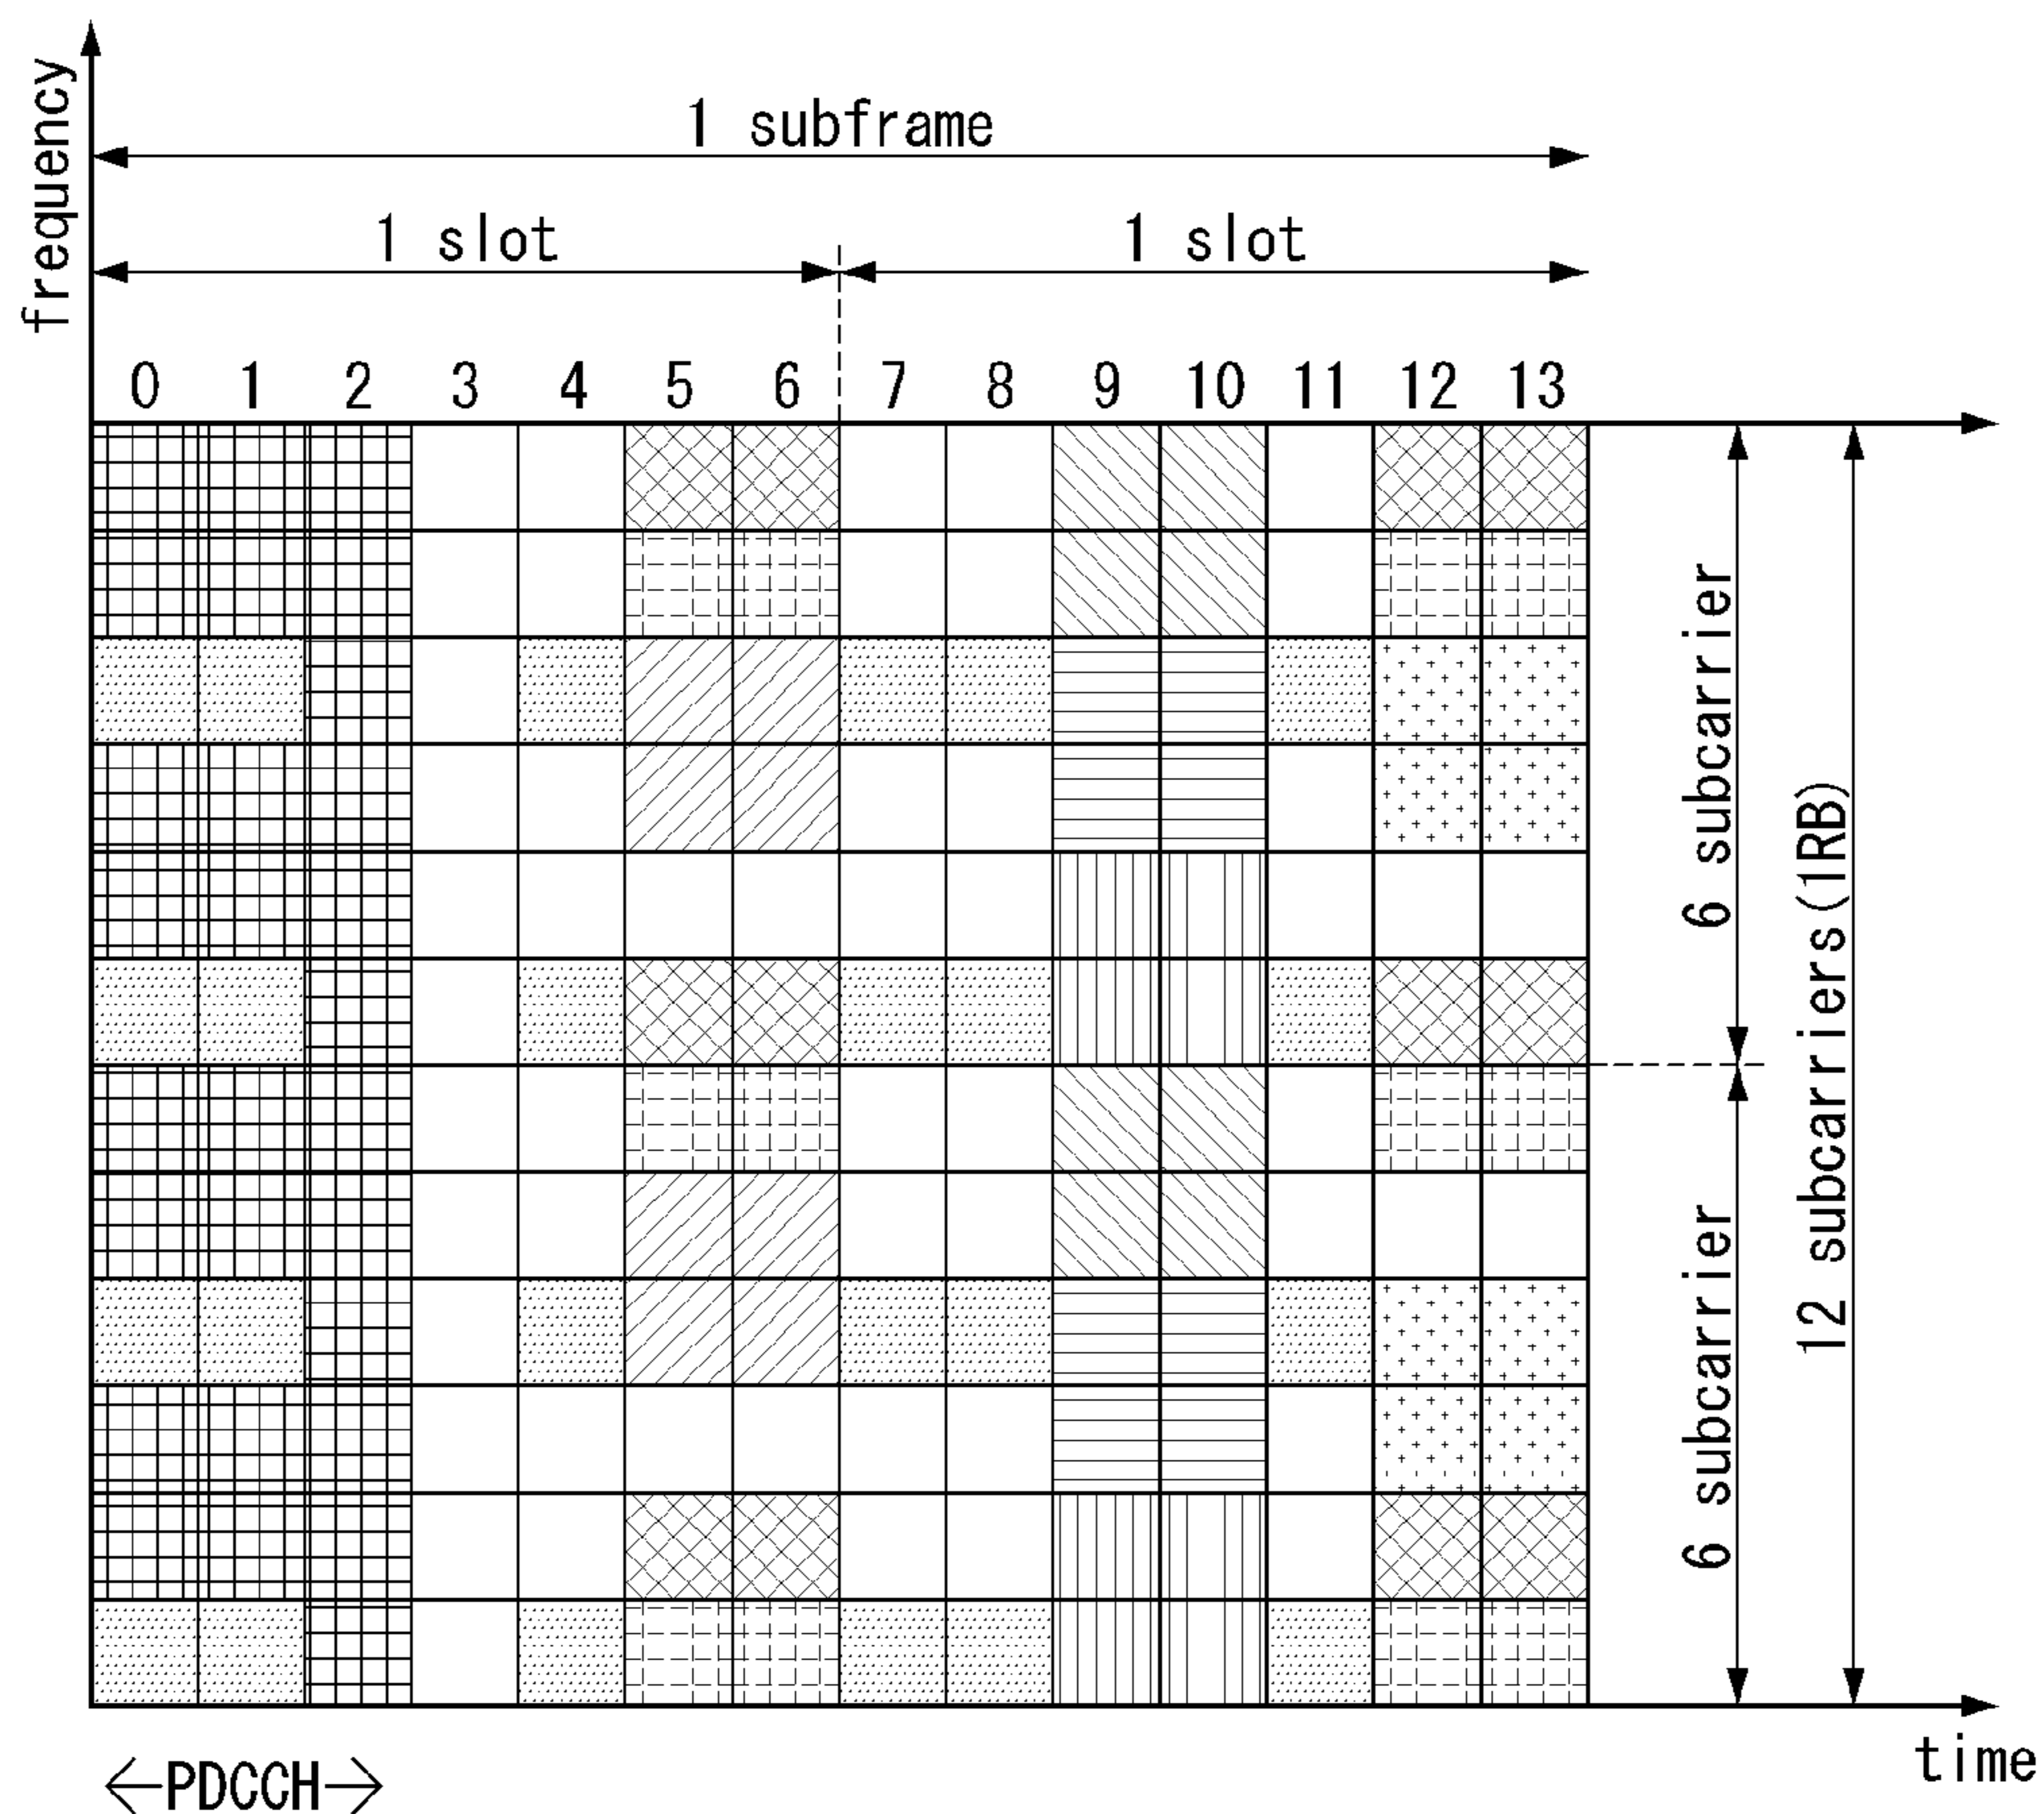 frequency
1 subframe
1 slot 1 slot
0 1 2 3 4 5 6 7 8 9 10 11 12 13
6 subcarrier
6 subcarrier
12 subcarriers(1RB)
time
PDCCH